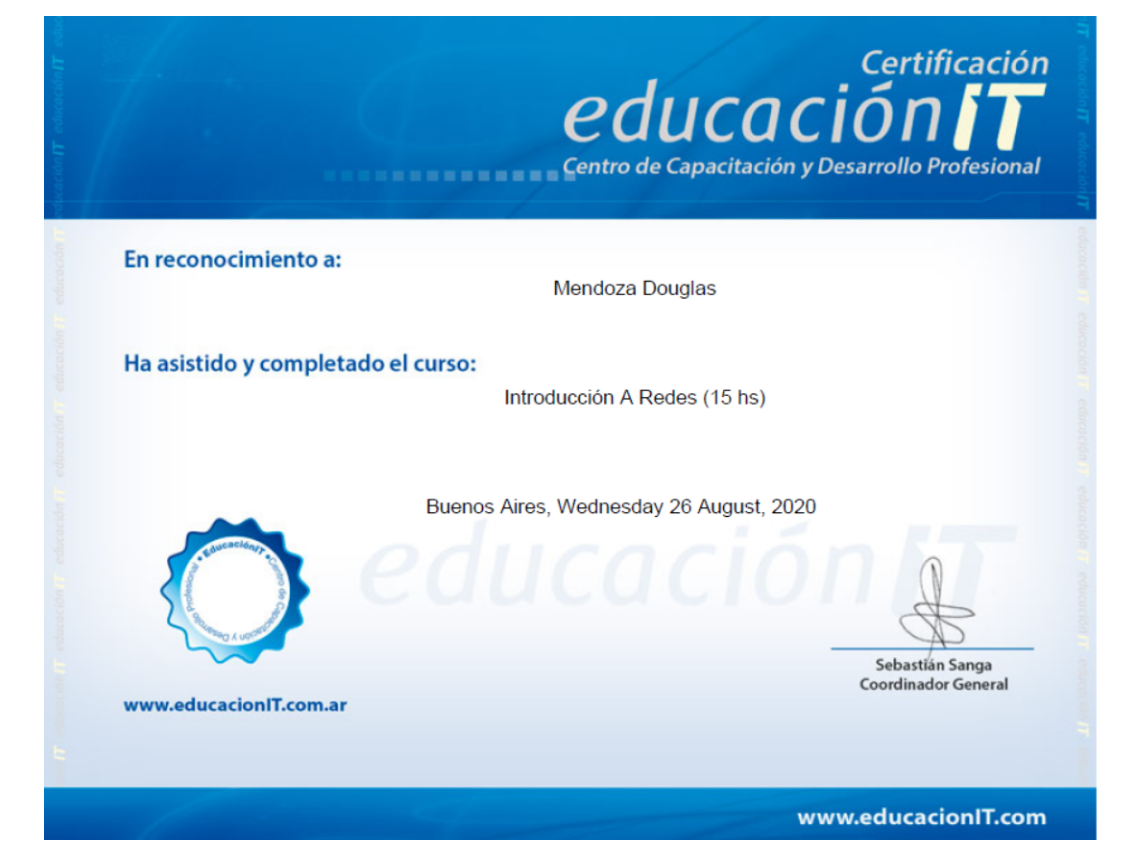 Certificación
educaciónIT
Centro de Capacitación y Desarrollo Profesional
En reconocimiento a:
Mendoza Douglas
Ha asistido y completado el curso:
Introducción A Redes (15 hs)
Buenos Aires, Wednesday 26 August, 2020
educaciónIT
EducaciónIT • Centro de Capacitación y Desarrollo Profesional •
Sebastián Sanga
Coordinador General
www.educacionIT.com.ar
www.educacionIT.com